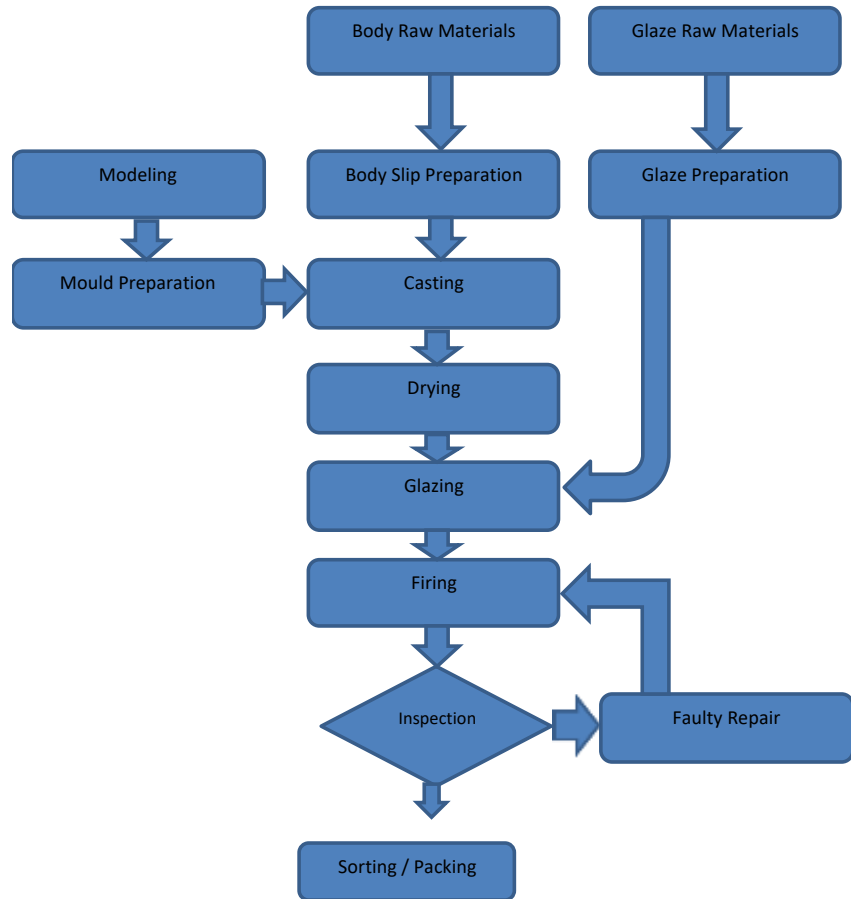 Body Raw Materials
Glaze Raw Materials
Modeling
Body Slip Preparation
Glaze Preparation
Mould Preparation
Casting
Drying
Glazing
Firing
Inspection
Faulty Repair
Sorting / Packing